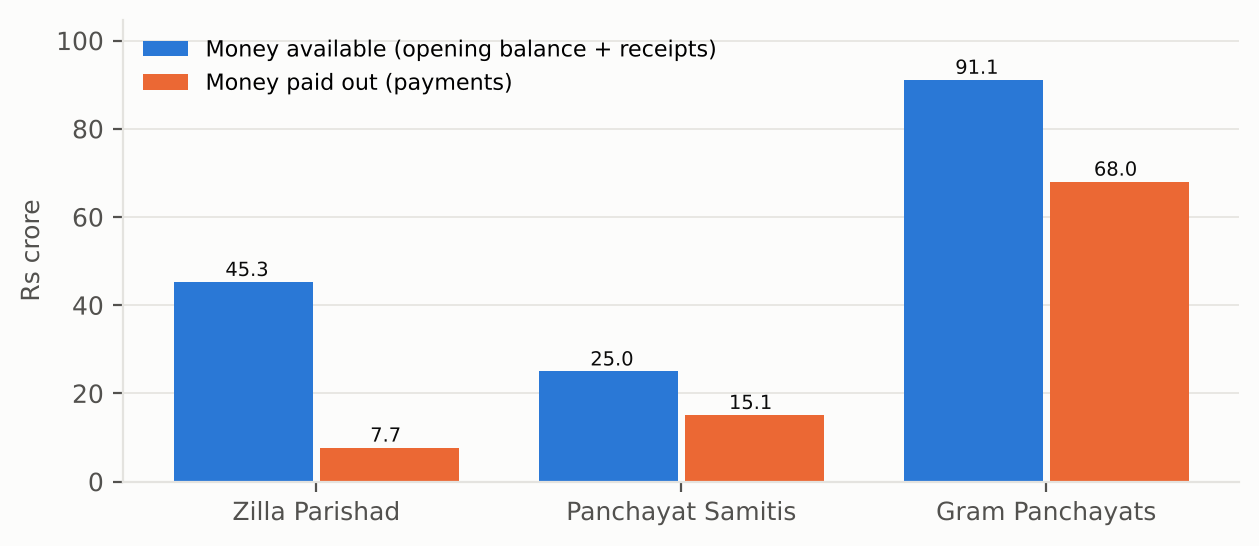 Money available (opening balance + receipts)
Money paid out (payments)
Rs crore
100
80
60
40
20
0
45.3
7.7
25.0
15.1
91.1
68.0
Zilla Parishad
Panchayat Samitis
Gram Panchayats